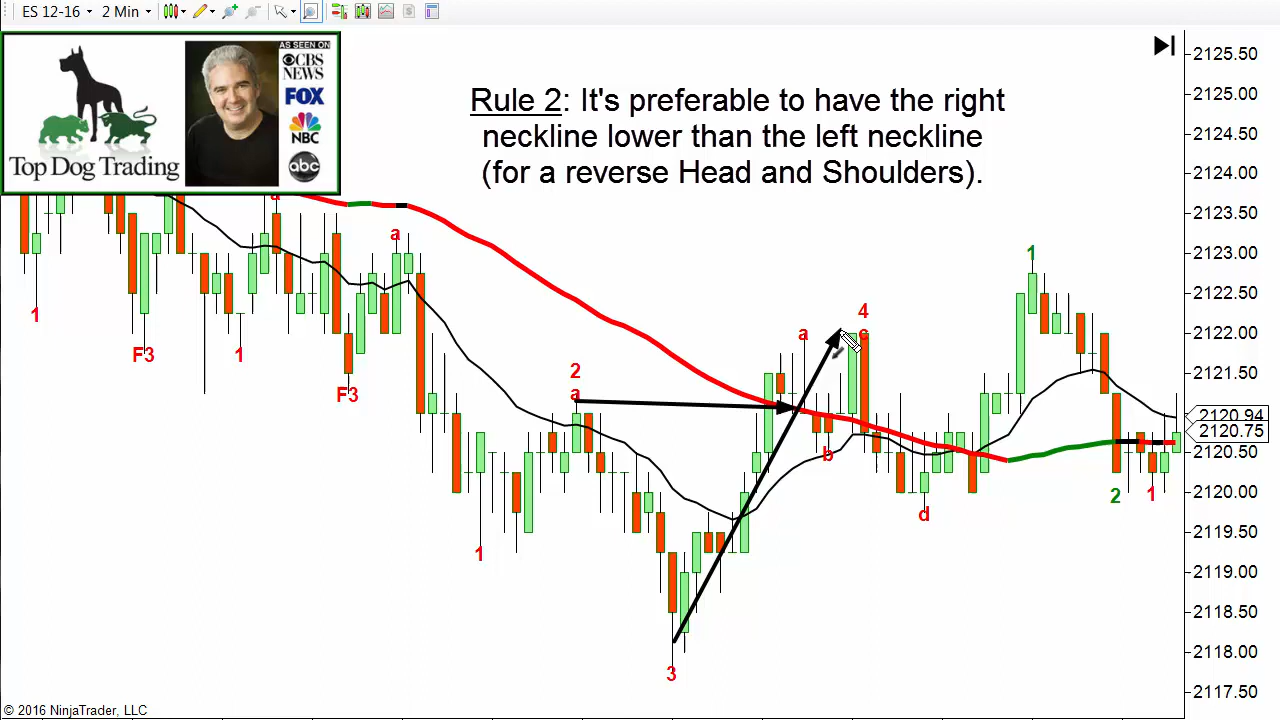 ES 12-16 2 Min $
AS SEEN ON
CBS
NEWS
FOX
NBC
abc
Top Dog Trading
Rule 2: It's preferable to have the right
neckline lower than the left neckline
(for a reverse Head and Shoulders).
2125.50
2125.00
2124.50
2124.00
2123.50
2123.00
2122.50
2122.00
2121.50
2120.94
2120.75
2120.50
2120.00
2119.50
2119.00
2118.50
2118.00
2117.50
1
F3
1
a
F3
a
1
2
a
3
a
b
4
c
d
1
2
1
© 2016 NinjaTrader, LLC